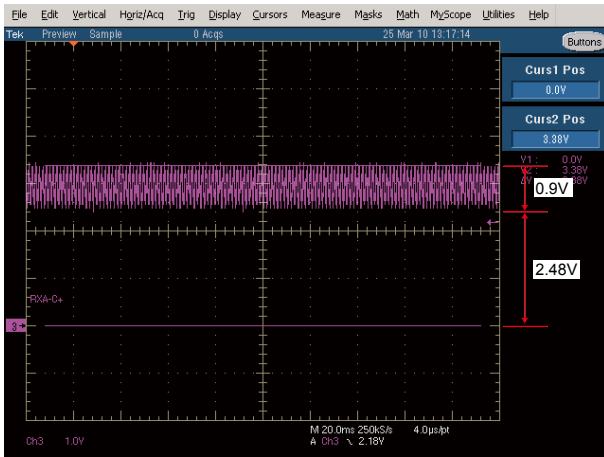 File Edit Vertical Horiz/Acq Trig Display Cursors Measure Masks Math MyScope Utilities Help
Tek Preview Sample 0 Acqs 25 Mar 10 13:17:14
Buttons
Curs1 Pos
0.0V
Curs2 Pos
3.38V
V1: 0.0V
V2: 3.38V
0.9V
2.48V
RXA-C+
3
Ch3 1.0V
M 20.0ms 250kS/s 4.0µs/pt
A Ch3 \ 2.18V